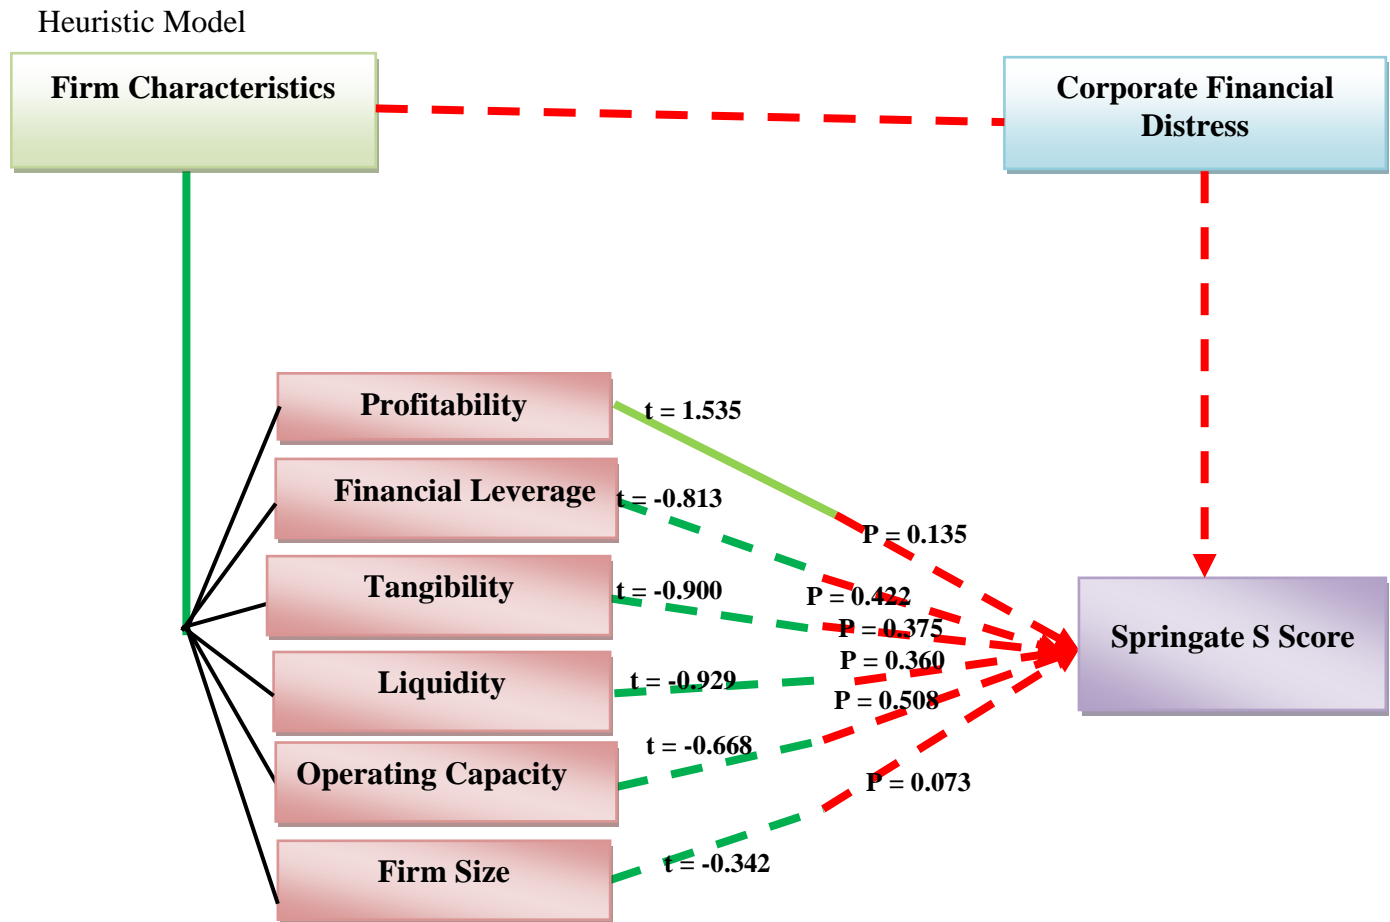 Heuristic Model
Firm Characteristics
Corporate Financial
Distress
Profitability
t = 1.535
Financial Leverage
t = -0.813
P = 0.135
Tangibility
t = -0.900
P = 0.422
P = 0.375
Springate S Score
Liquidity
t = -0.929
P = 0.360
P = 0.508
Operating Capacity
t = -0.668
P = 0.073
Firm Size
t = -0.342